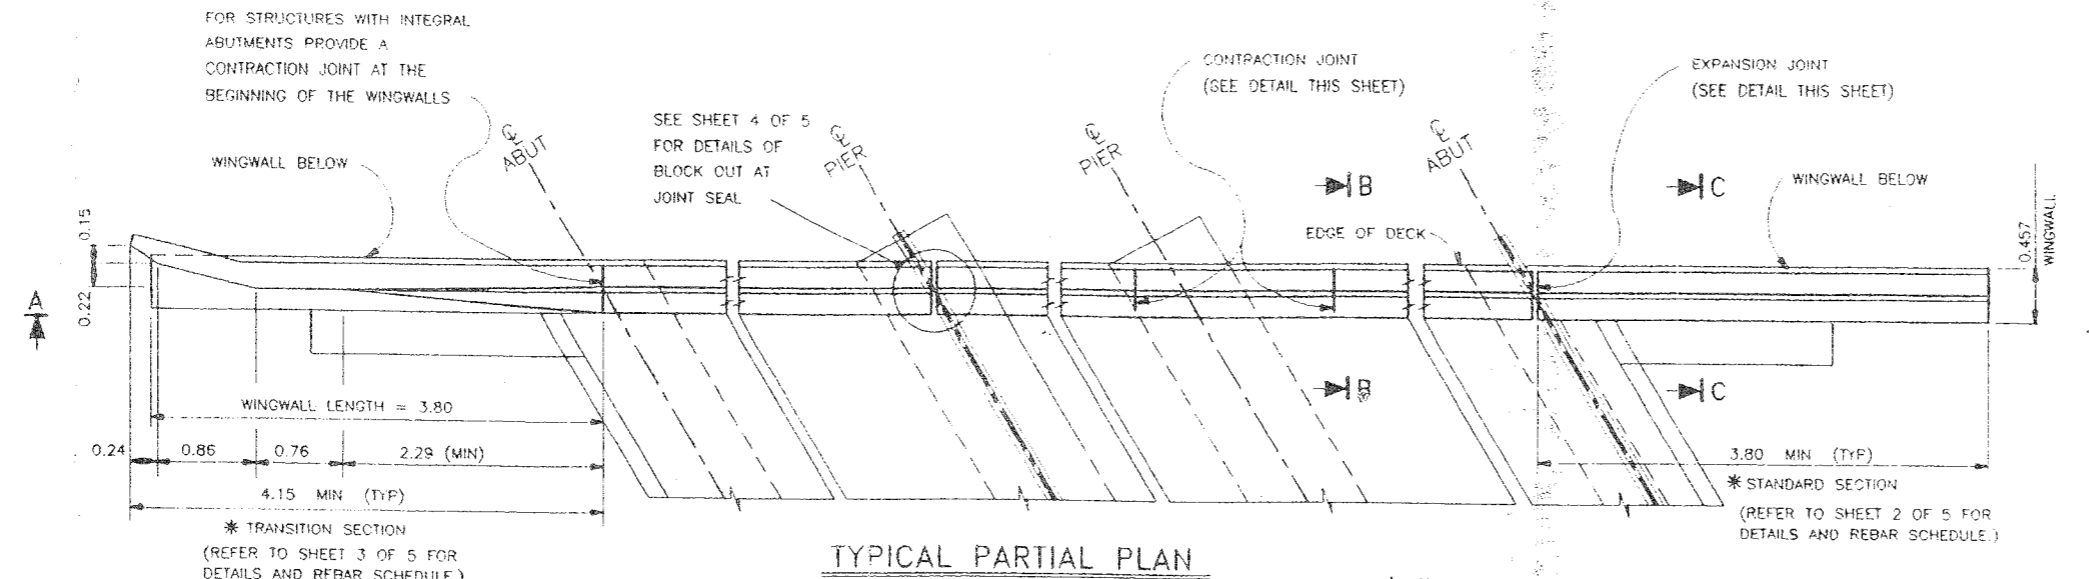 FOR STRUCTURES WITH INTEGRAL
ABUTMENTS PROVIDE A
CONTRACTION JOINT AT THE
BEGINNING OF THE WINGWALLS
WINGWALL BELOW
℄ ABUT
SEE SHEET 4 OF 5
FOR DETAILS OF
BLOCK OUT AT
JOINT SEAL
℄ PIER
℄ PIER
CONTRACTION JOINT
(SEE DETAIL THIS SHEET)
B
EDGE OF DECK
℄ ABUT
EXPANSION JOINT
(SEE DETAIL THIS SHEET)
C
WINGWALL BELOW
0.457
WINGWALL
0.15
0.22
A
B
C
WINGWALL LENGTH = 3.80
0.24
0.86
0.76
2.29 (MIN)
4.15 MIN (TYP)
* TRANSITION SECTION
(REFER TO SHEET 3 OF 5 FOR
DETAILS AND REBAR SCHEDULE.)
3.80 MIN (TYP)
* STANDARD SECTION
(REFER TO SHEET 2 OF 5 FOR
DETAILS AND REBAR SCHEDULE.)
TYPICAL PARTIAL PLAN